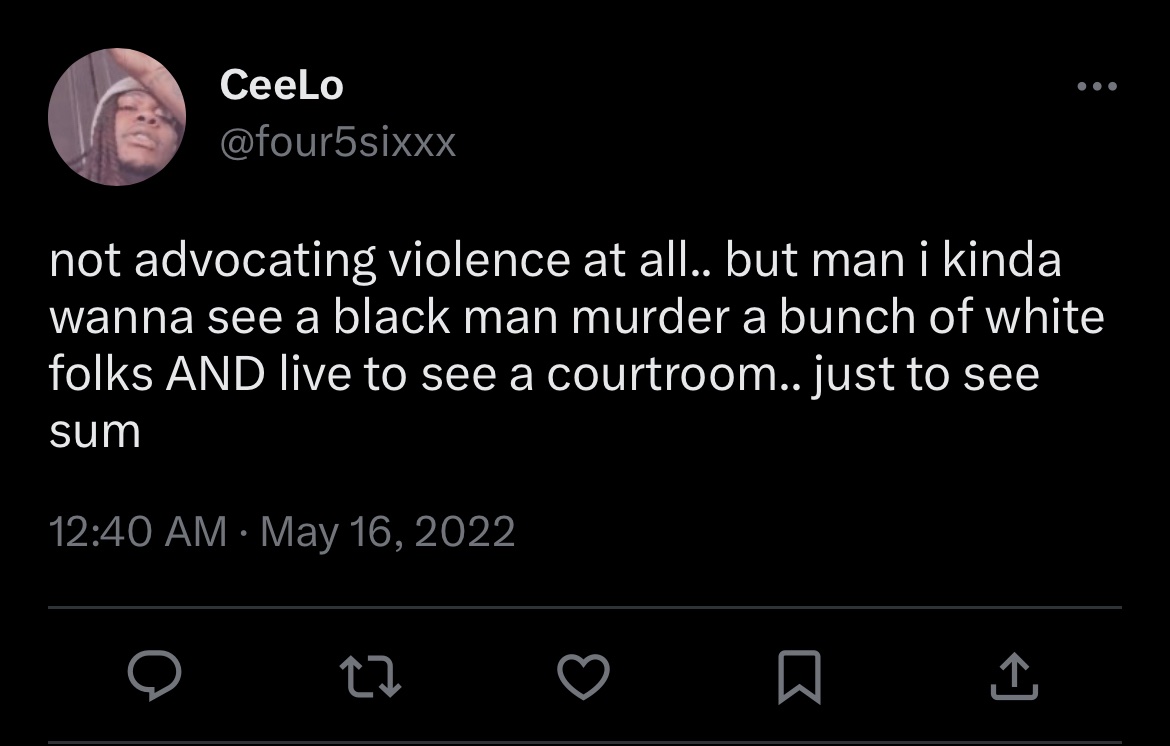 CeeLo
@four5sixxx
not advocating violence at all.. but man i kinda
wanna see a black man murder a bunch of white
folks AND live to see a courtroom.. just to see
sum
12:40 AM · May 16, 2022